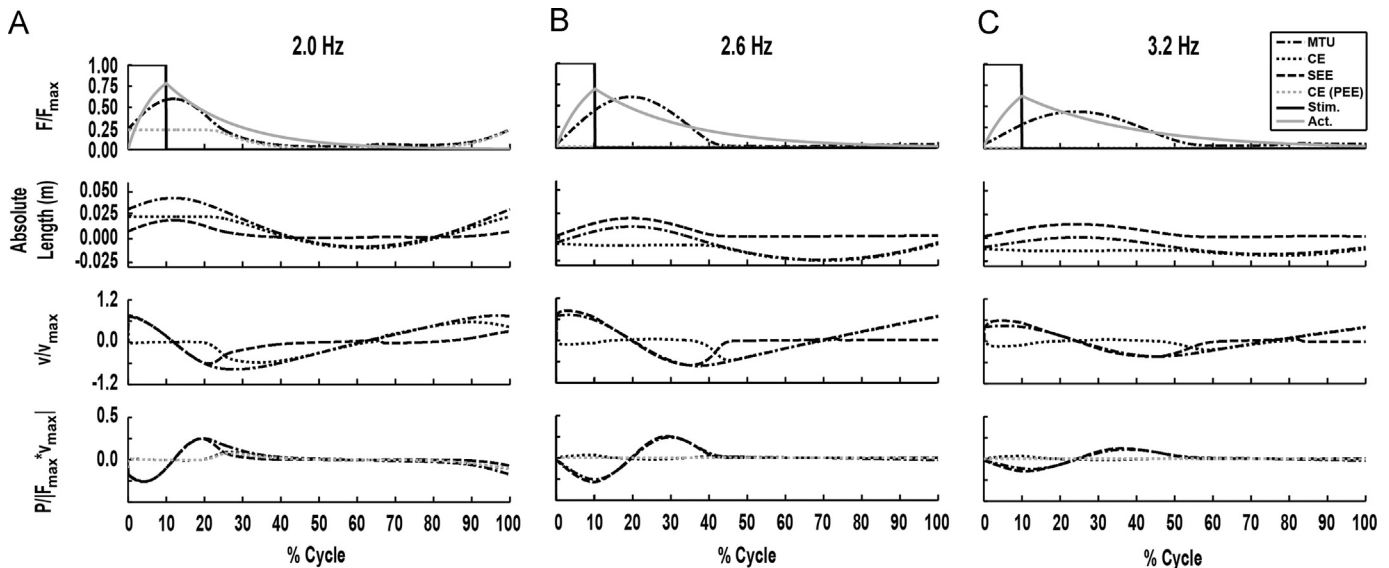 A
B
C
2.0 Hz
2.6 Hz
3.2 Hz
MTU
CE
SEE
CE (PEE)
Stim.
Act.
F/Fmax
1.00
0.75
0.50
0.25
0.00
Absolute
Length (m)
0.050
0.025
0.000
-0.025
v/vmax
1.2
0.0
-1.2
P/|Fmax*vmax|
0.5
0.0
0 10 20 30 40 50 60 70 80 90 100
0 10 20 30 40 50 60 70 80 90 100
0 10 20 30 40 50 60 70 80 90 100
% Cycle
% Cycle
% Cycle